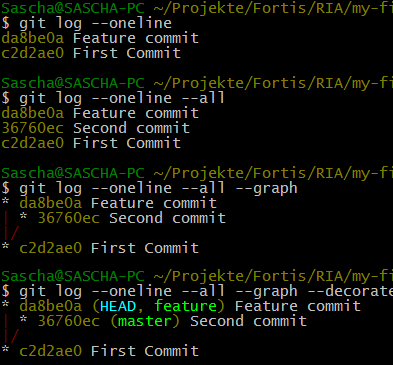 Sascha@SASCHA-PC ~/Projekte/Fortis/RIA/my-fi
$ git log --oneline
da8be0a Feature commit
c2d2ae0 First Commit
Sascha@SASCHA-PC ~/Projekte/Fortis/RIA/my-fi
$ git log --oneline --all
da8be0a Feature commit
36760ec Second commit
c2d2ae0 First Commit
Sascha@SASCHA-PC ~/Projekte/Fortis/RIA/my-fi
$ git log --oneline --all --graph
* da8be0a Feature commit
| * 36760ec Second commit
|/
* c2d2ae0 First Commit
Sascha@SASCHA-PC ~/Projekte/Fortis/RIA/my-fi
$ git log --oneline --all --graph --decorate
* da8be0a (HEAD, feature) Feature commit
| * 36760ec (master) Second commit
|/
* c2d2ae0 First Commit